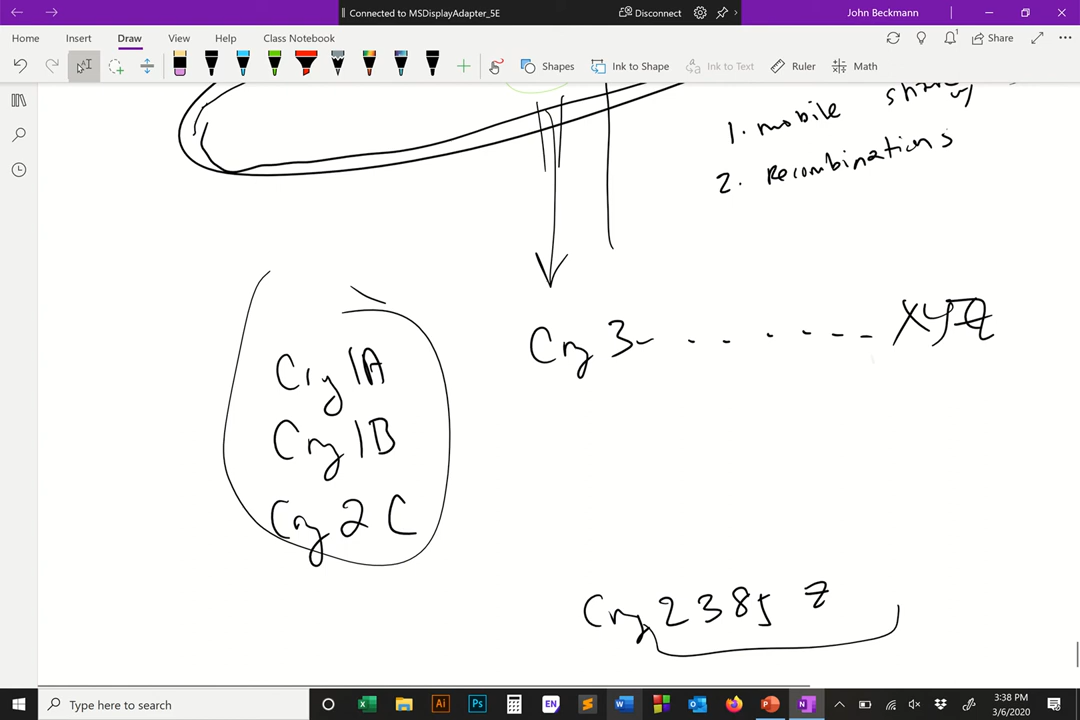 Connected to MSDisplayAdapter_5E
Disconnect
John Beckmann
Home Insert Draw View Help Class Notebook
Share
Shapes Ink to Shape Ink to Text Ruler Math
1. mobile
2. Recombinations
Cry 3- . . . . . - - XYZ
Cry 1A
Cry 1B
Cry 2 C
Cry 2385 z
Type here to search
EN
3:38 PM
3/6/2020